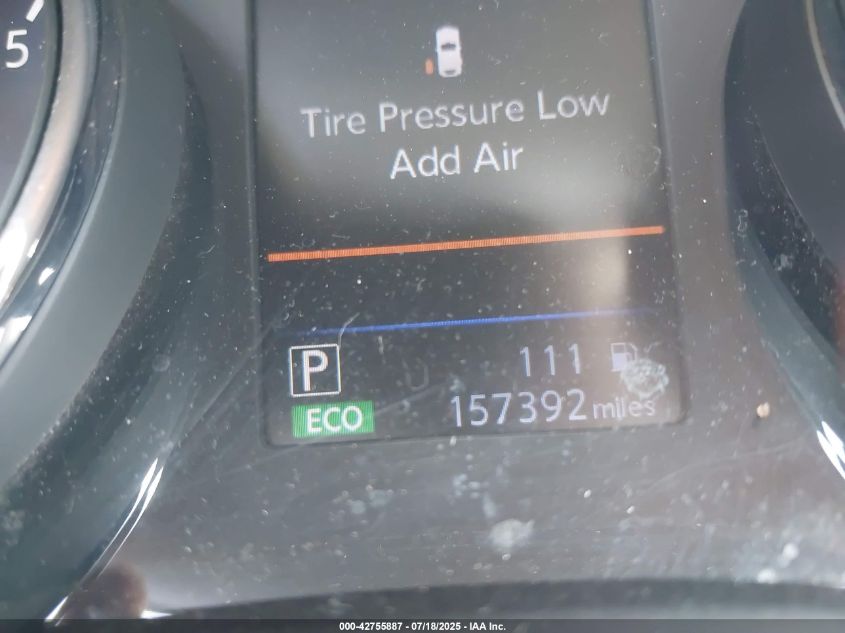 5
Tire Pressure Low
Add Air
P
111
ECO
157392 miles
000-42755887 - 07/18/2025 - IAA Inc.